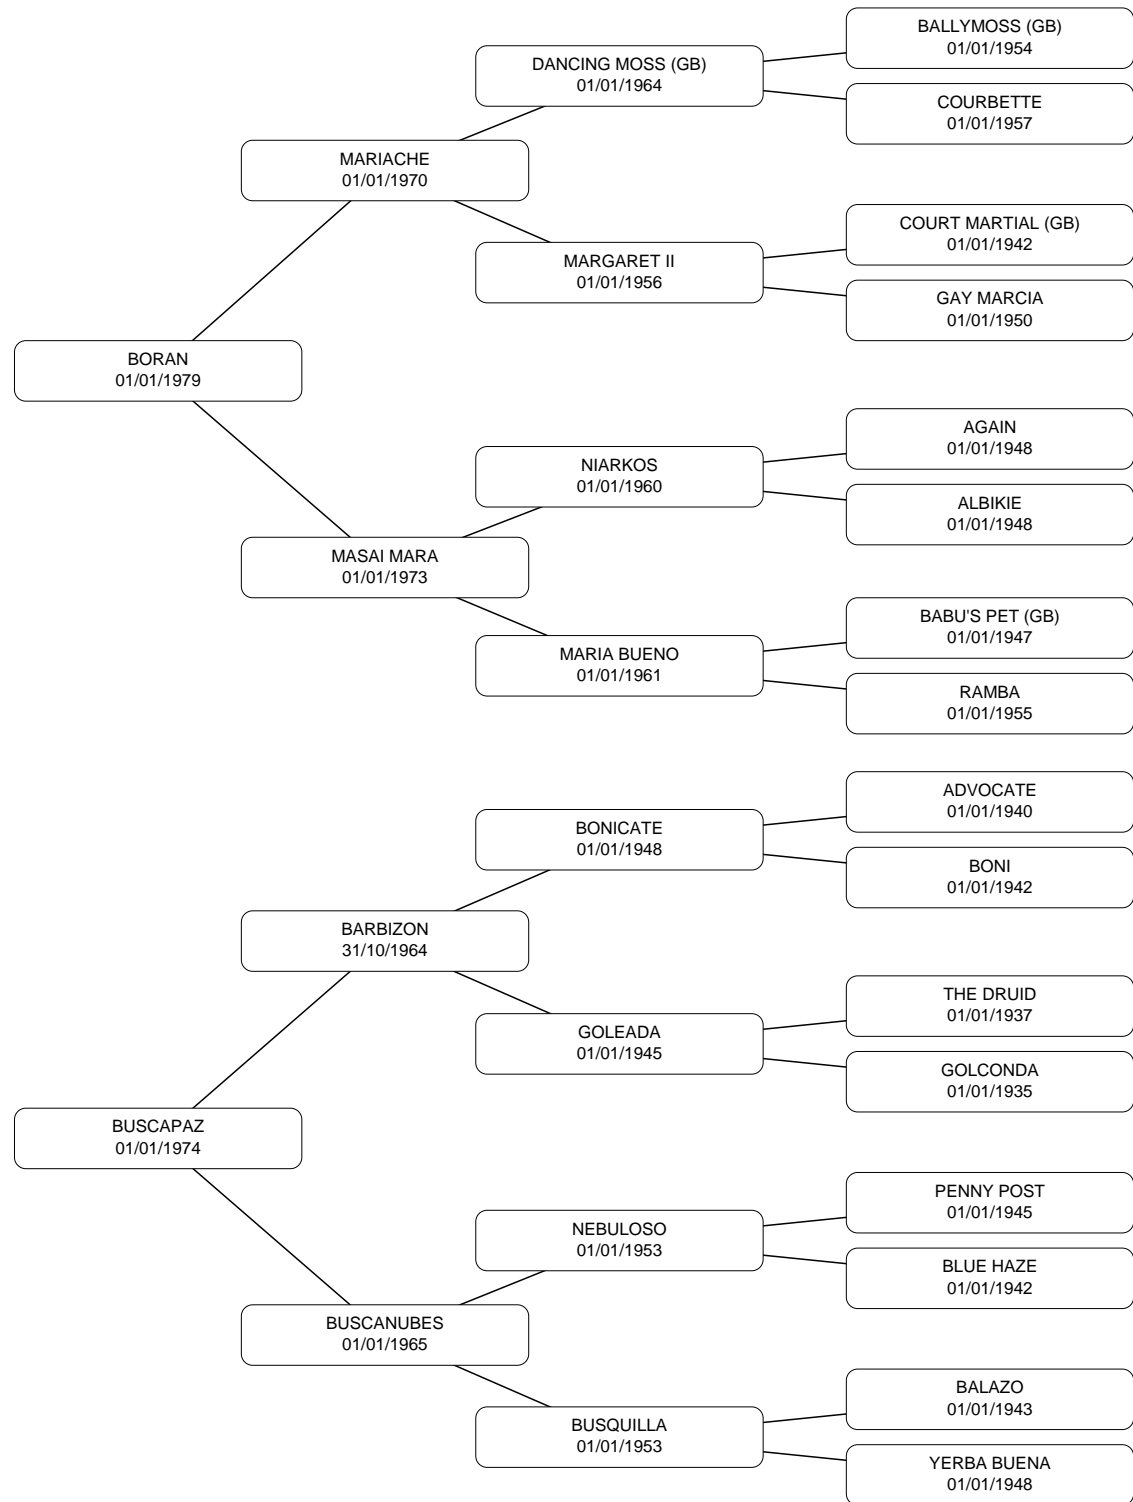 BALLYMOSS (GB)
01/01/1954
DANCING MOSS (GB)
01/01/1964
COURBETTE
01/01/1957
MARIACHE
01/01/1970
COURT MARTIAL (GB)
01/01/1942
MARGARET II
01/01/1956
GAY MARCIA
01/01/1950
BORAN
01/01/1979
AGAIN
01/01/1948
NIARKOS
01/01/1960
ALBIKIE
01/01/1948
MASAI MARA
01/01/1973
BABU'S PET (GB)
01/01/1947
MARIA BUENO
01/01/1961
RAMBA
01/01/1955
ADVOCATE
01/01/1940
BONICATE
01/01/1948
BONI
01/01/1942
BARBIZON
31/10/1964
THE DRUID
01/01/1937
GOLEADA
01/01/1945
GOLCONDA
01/01/1935
BUSCAPAZ
01/01/1974
PENNY POST
01/01/1945
NEBULOSO
01/01/1953
BLUE HAZE
01/01/1942
BUSCANUBES
01/01/1965
BALAZO
01/01/1943
BUSQUILLA
01/01/1953
YERBA BUENA
01/01/1948